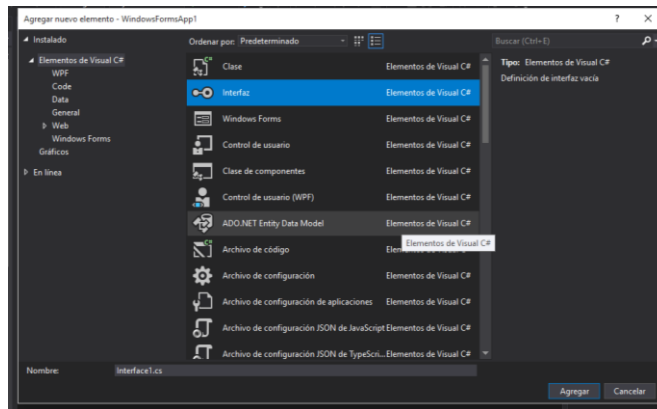 Agregar nuevo elemento - WindowsFormsApp1
? X
Instalado
Ordenar por: Predeterminado
Buscar (Ctrl+E)
Elementos de Visual C#
WPF
Code
Data
General
Web
Windows Forms
Gráficos
En línea
Clase Elementos de Visual C#
Interfaz Elementos de Visual C#
Windows Forms Elementos de Visual C#
Control de usuario Elementos de Visual C#
Clase de componentes Elementos de Visual C#
Control de usuario (WPF) Elementos de Visual C#
ADO.NET Entity Data Model Elementos de Visual C#
Elementos de Visual C#
Archivo de código
Archivo de configuración Elementos de Visual C#
Archivo de configuración de aplicaciones Elementos de Visual C#
Archivo de configuración JSON de JavaScript Elementos de Visual C#
Archivo de configuración JSON de TypeScri... Elementos de Visual C#
Tipo: Elementos de Visual C#
Definición de interfaz vacía
Nombre: Interface1.cs
Agregar Cancelar